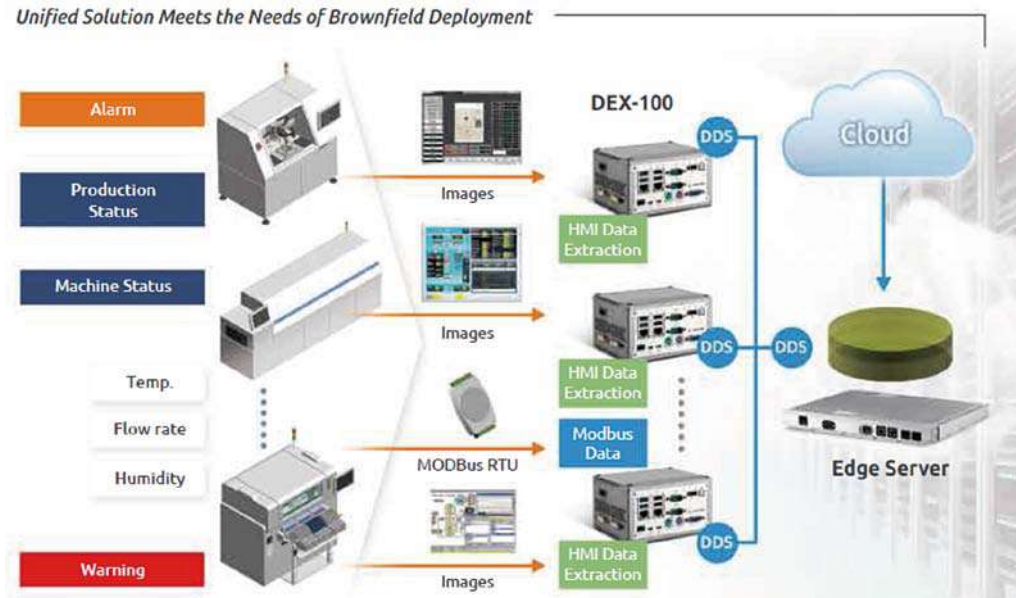 Unified Solution Meets the Needs of Brownfield Deployment
Alarm
Production
Status
Machine Status
Temp.
Flow rate
Humidity
Warning
Images
Images
MODBus RTU
Images
DEX-100
HMI Data
Extraction
HMI Data
Extraction
Modbus
Data
HMI Data
Extraction
DDS
DDS
DDS
DDS
Cloud
Edge Server